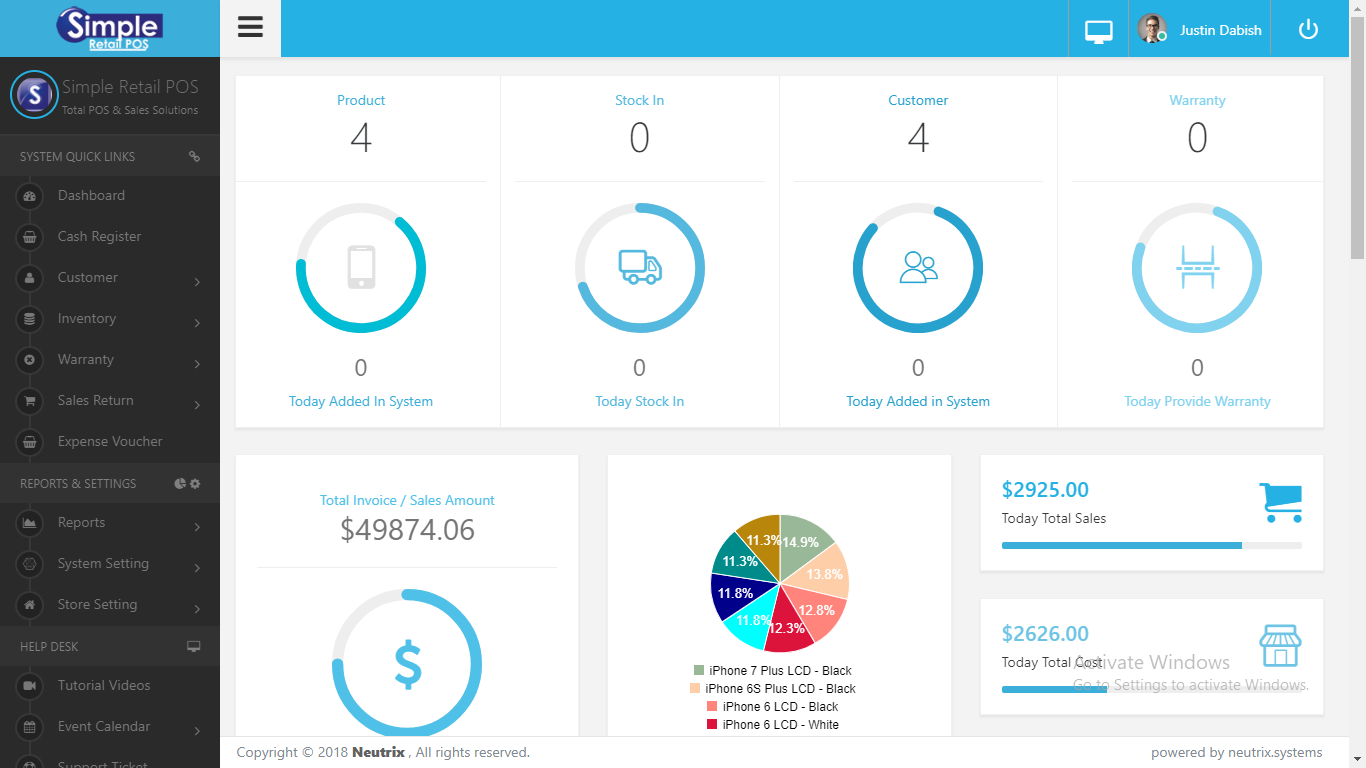 Simple
Retail POS
Justin Dabish
S
Simple Retail POS
Total POS & Sales Solutions
SYSTEM QUICK LINKS
Dashboard
Cash Register
Customer
Inventory
Warranty
Sales Return
Expense Voucher
REPORTS & SETTINGS
Reports
System Setting
Store Setting
HELP DESK
Tutorial Videos
Event Calendar
Support Ticket
Product
4
0
Today Added In System
Stock In
0
0
Today Stock In
Customer
4
0
Today Added in System
Warranty
0
0
Today Provide Warranty
Total Invoice / Sales Amount
$49874.06
$
14.9%
13.8%
12.8%
12.3%
11.8%
11.8%
11.3%
11.3%
iPhone 7 Plus LCD - Black
iPhone 6S Plus LCD - Black
iPhone 6 LCD - Black
iPhone 6 LCD - White
$2925.00
Today Total Sales
$2626.00
Today Total Cost
Activate Windows
Go to Settings to activate Windows.
Copyright © 2018 Neutrix , All rights reserved.
powered by neutrix.systems